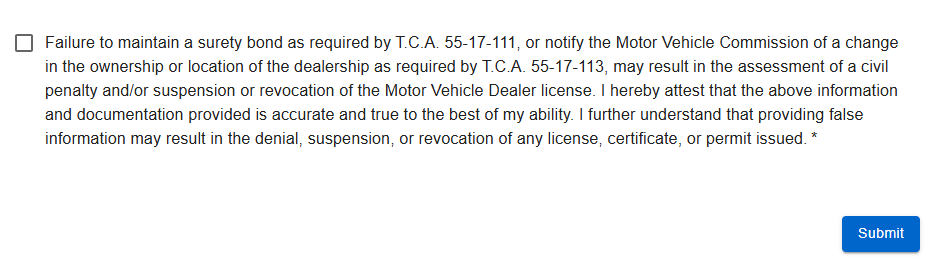 Failure to maintain a surety bond as required by T.C.A. 55-17-111, or notify the Motor Vehicle Commission of a change
in the ownership or location of the dealership as required by T.C.A. 55-17-113, may result in the assessment of a civil
penalty and/or suspension or revocation of the Motor Vehicle Dealer license. I hereby attest that the above information
and documentation provided is accurate and true to the best of my ability. I further understand that providing false
information may result in the denial, suspension, or revocation of any license, certificate, or permit issued. *
Submit